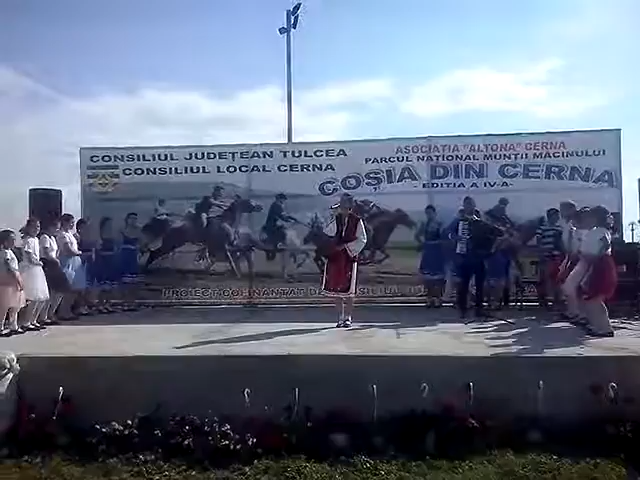 CONSILIUL JUDEȚEAN TULCEA
CONSILIUL LOCAL CERNA
ASOCIAȚIA "ALTONA" CERNA
PARCUL NAȚIONAL MUNȚII MĂCINULUI
COȘIA DIN CERNA
- EDIȚIA A IV-A -
PROIECT COFINANȚAT